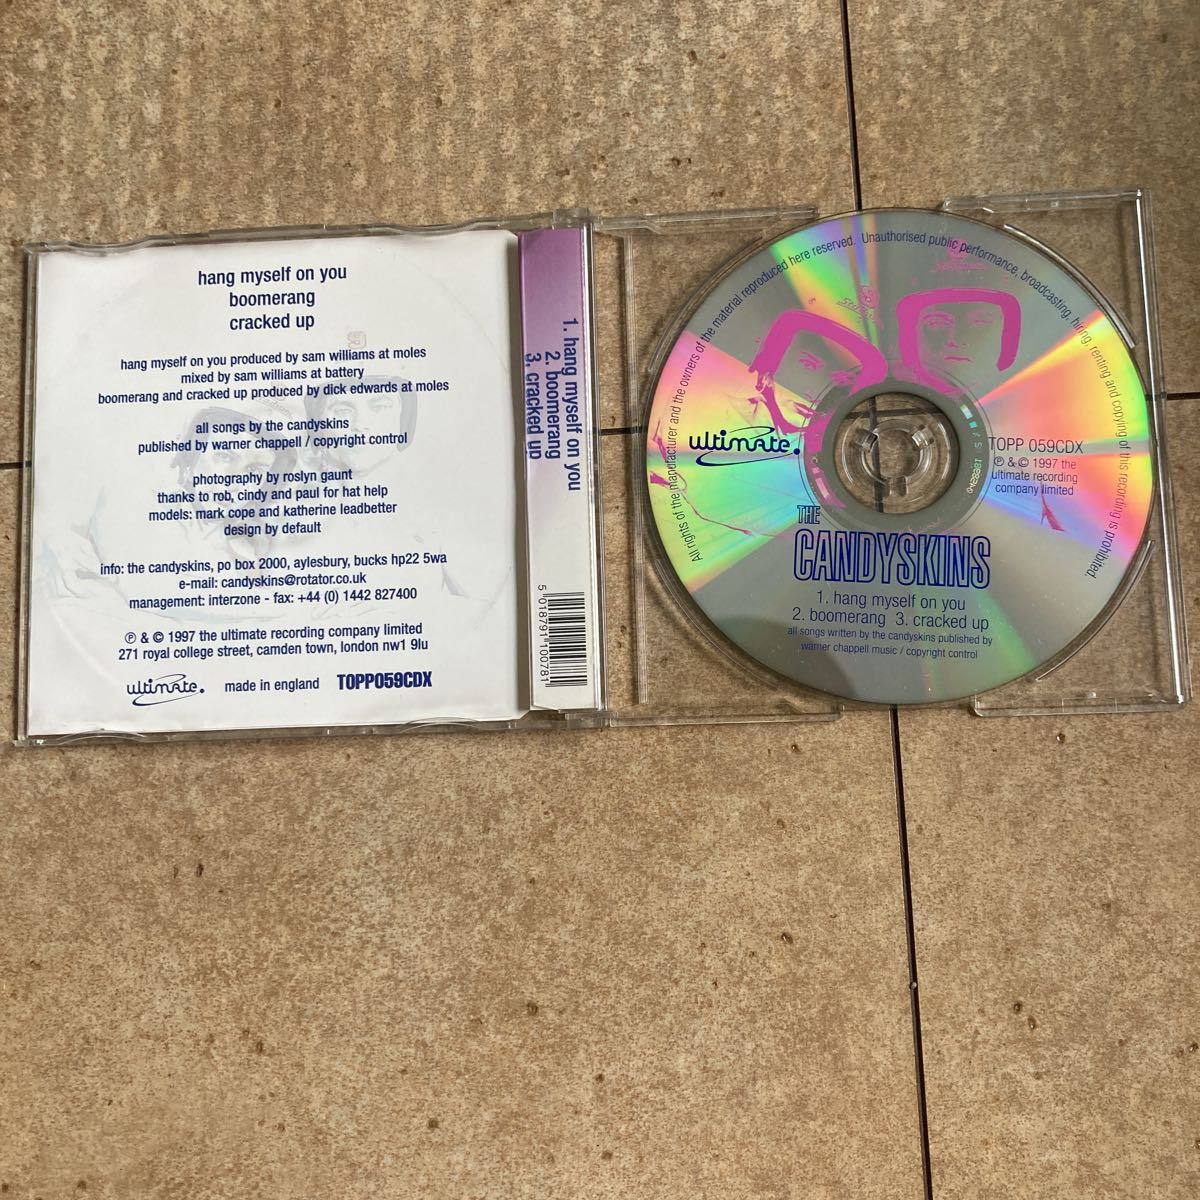 hang myself on you
boomerang
cracked up
hang myself on you produced by sam williams at moles
mixed by sam williams at battery
boomerang and cracked up produced by dick edwards at moles
all songs by the candyskins
published by warner chappell / copyright control
photography by roslyn gaunt
thanks to rob, cindy and paul for hat help
models: mark cope and katherine leadbetter
design by default
info: the candyskins, po box 2000, aylesbury, bucks hp22 5wa
e-mail: candyskins@rotator.co.uk
management: interzone - fax: +44 (0) 1442 827400
℗ & © 1997 the ultimate recording company limited
271 royal college street, camden town, london nw1 9lu
ultimate.
made in england
TOPP059CDX
1. hang myself on you
2. boomerang
3. cracked up
5 018791 100781
All rights of the manufacturer and the owners of the material reproduced here reserved. Unauthorised public performance, broadcasting, hiring, renting and copying of this recording is prohibited.
ultimate.
TOPP 059CDX
℗ & © 1997 the
ultimate recording
company limited
THE
CANDYSKINS
1. hang myself on you
2. boomerang 3. cracked up
all songs written by the candyskins published by
warner chappell music / copyright control